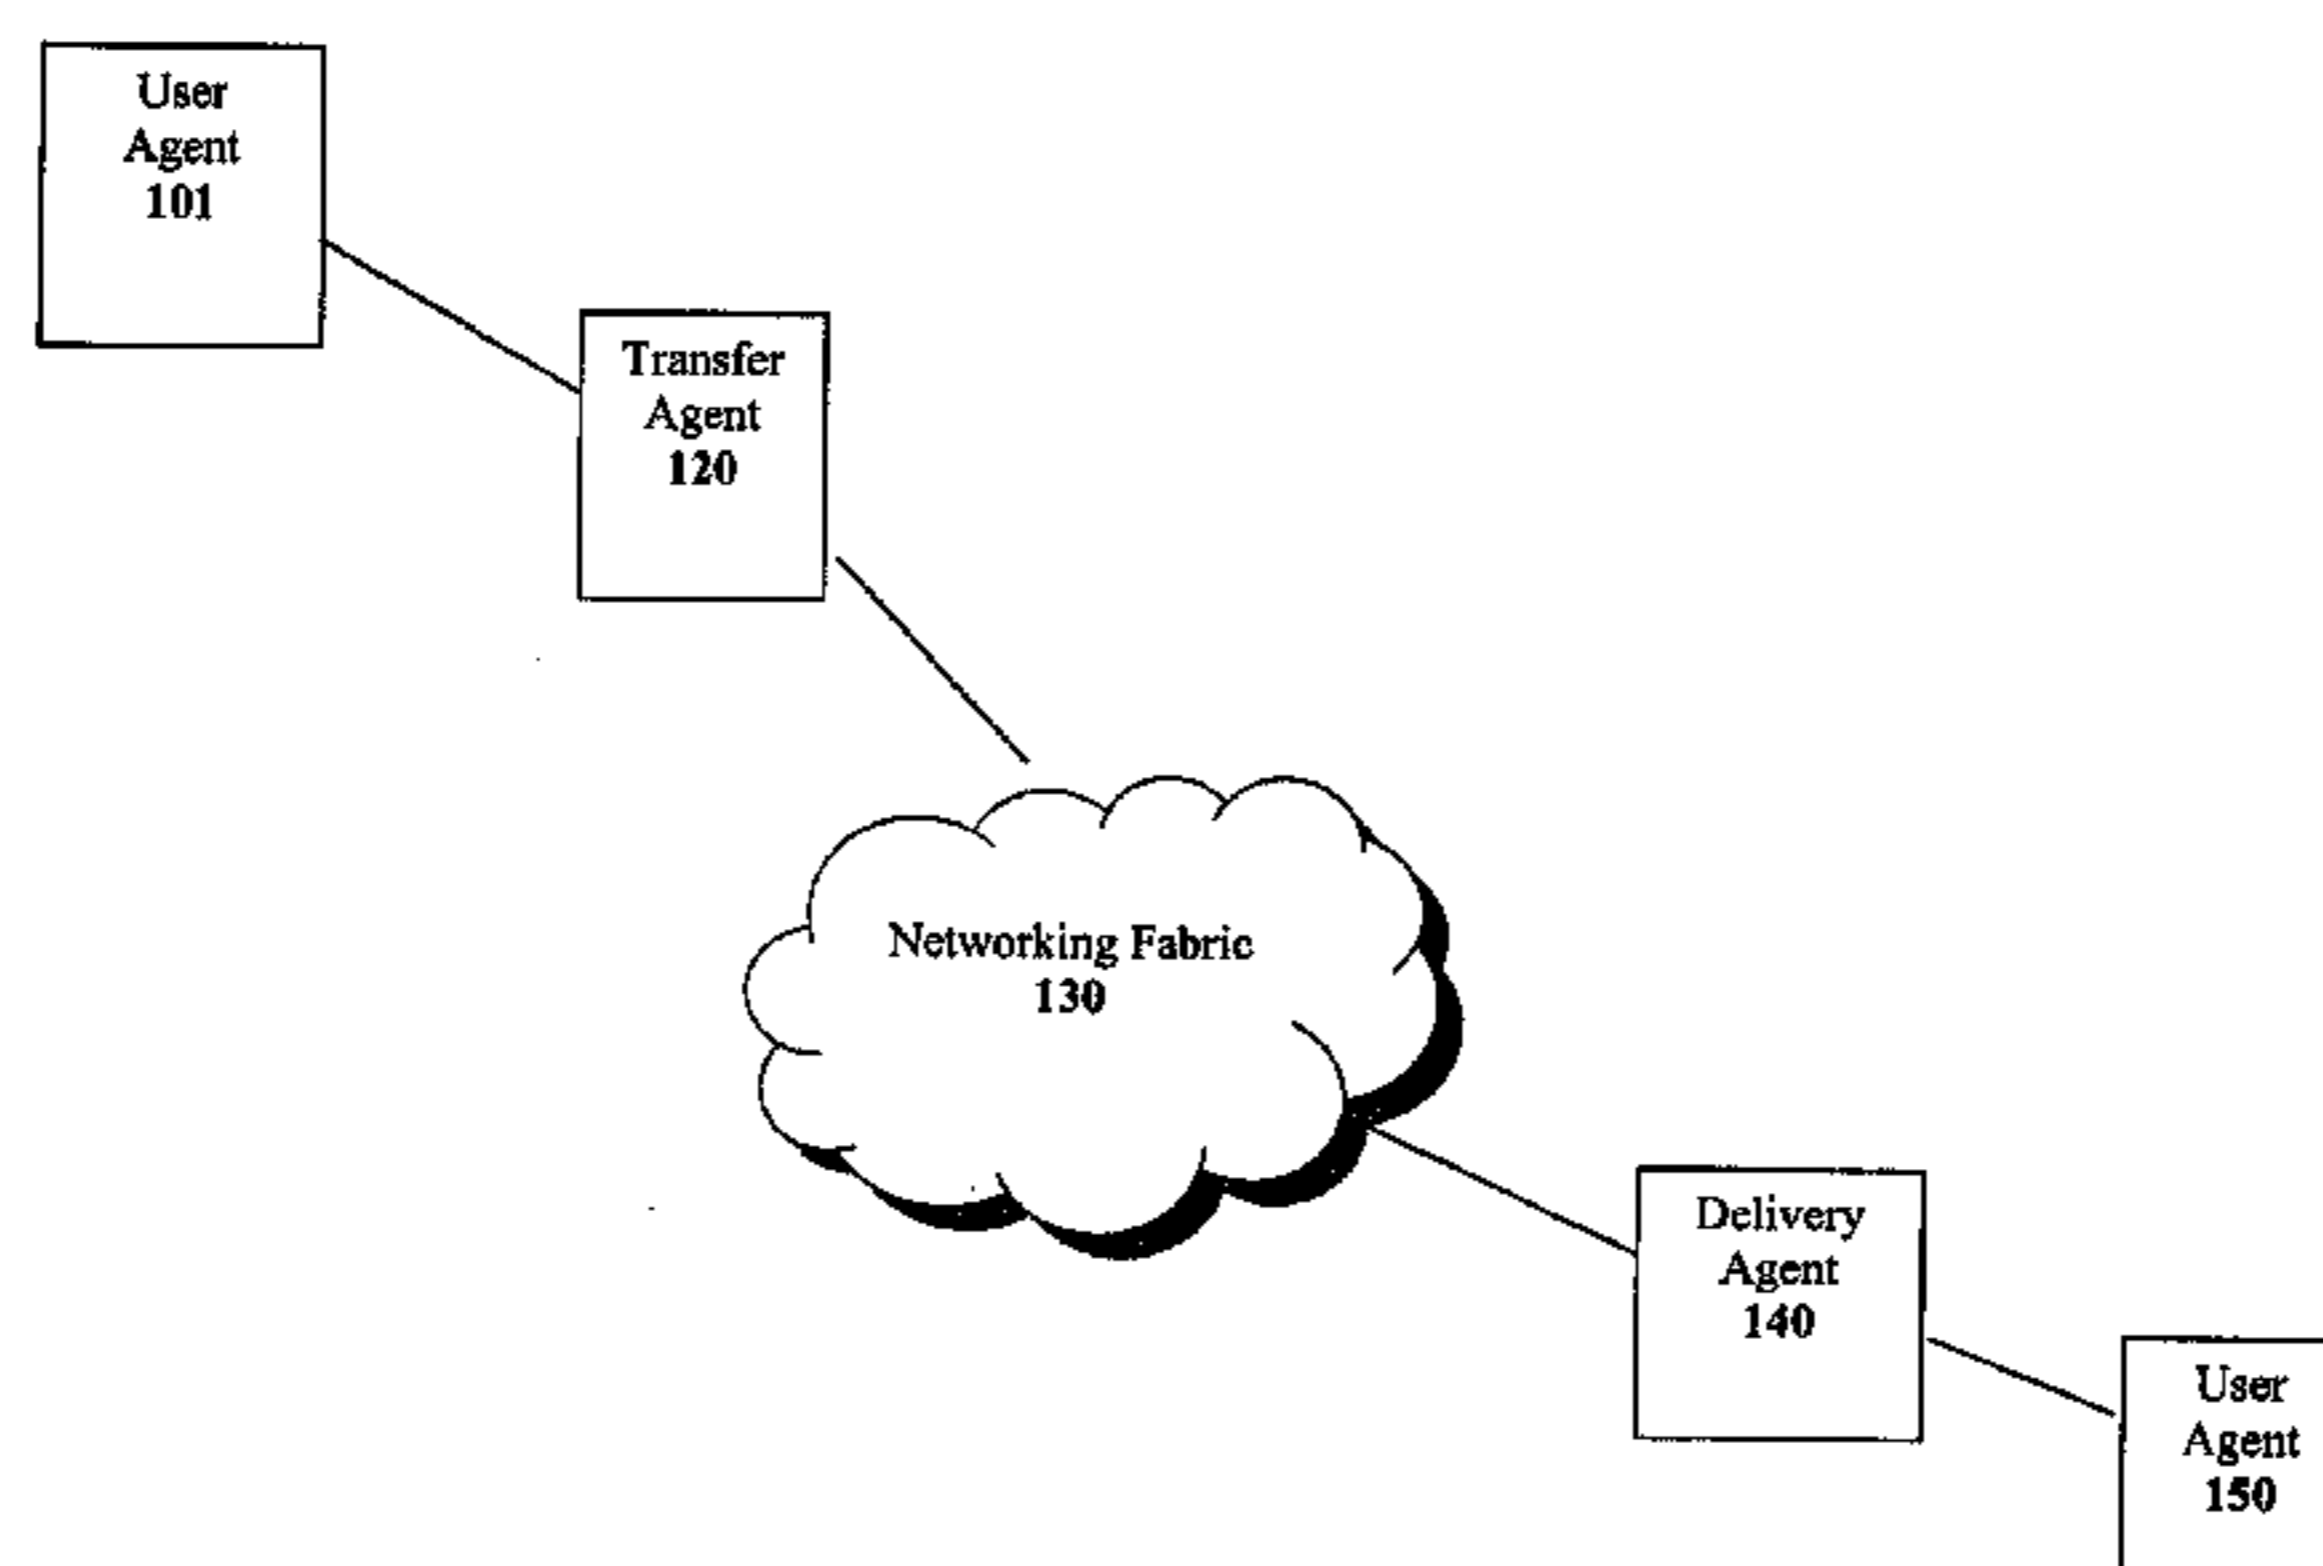 User
Agent
101
Transfer
Agent
120
Networking Fabric
130
Delivery
Agent
140
User
Agent
150